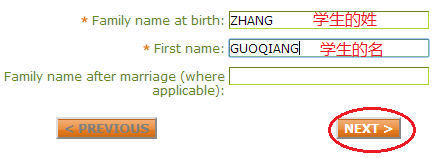 * Family name at birth: ZHANG 学生的姓
* First name: GUOQIANG 学生的名
Family name after marriage (where
applicable):
< PREVIOUS NEXT >